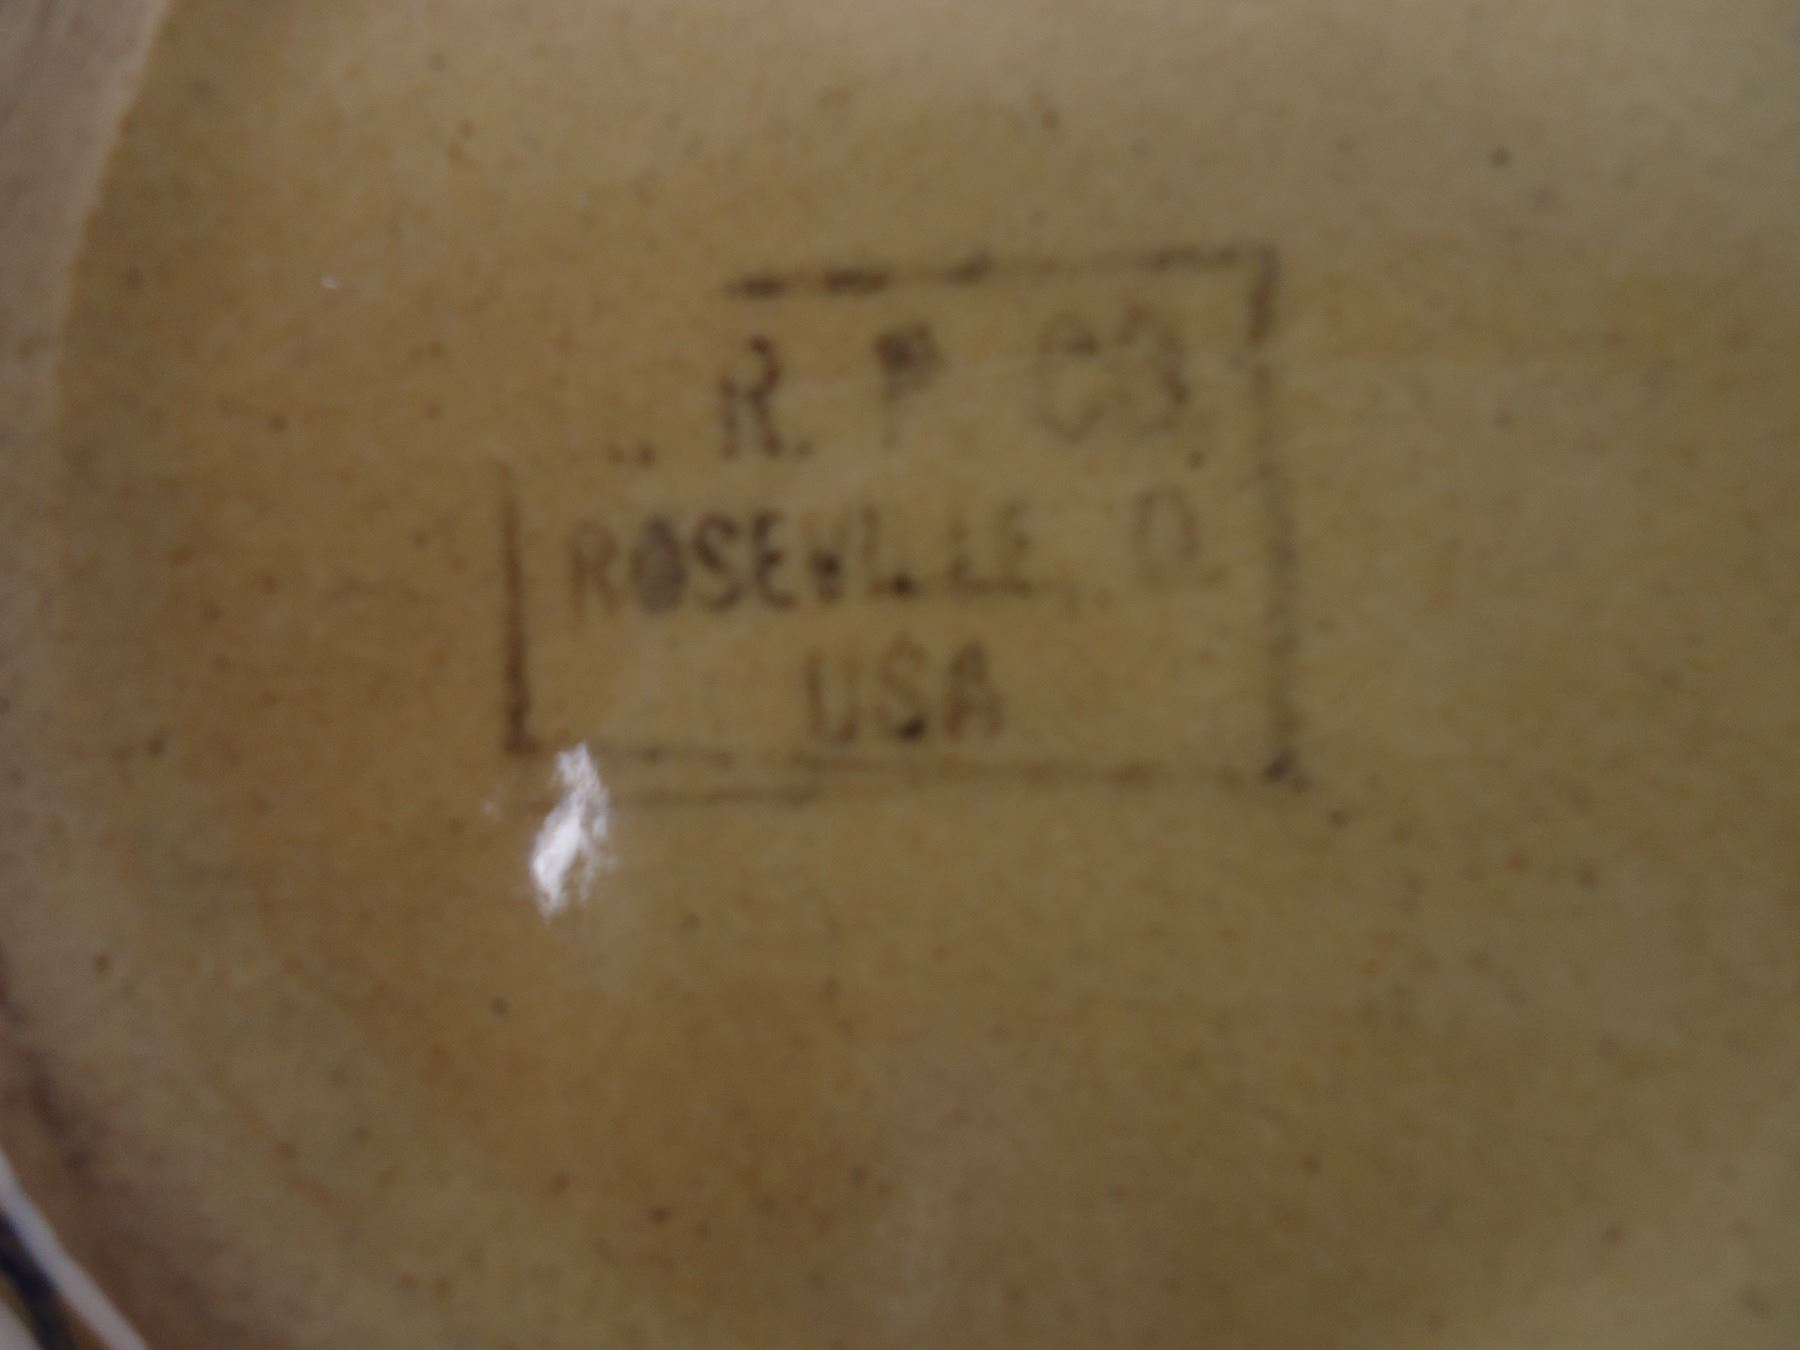 R. P CO.
ROSEVILLE, O.
USA